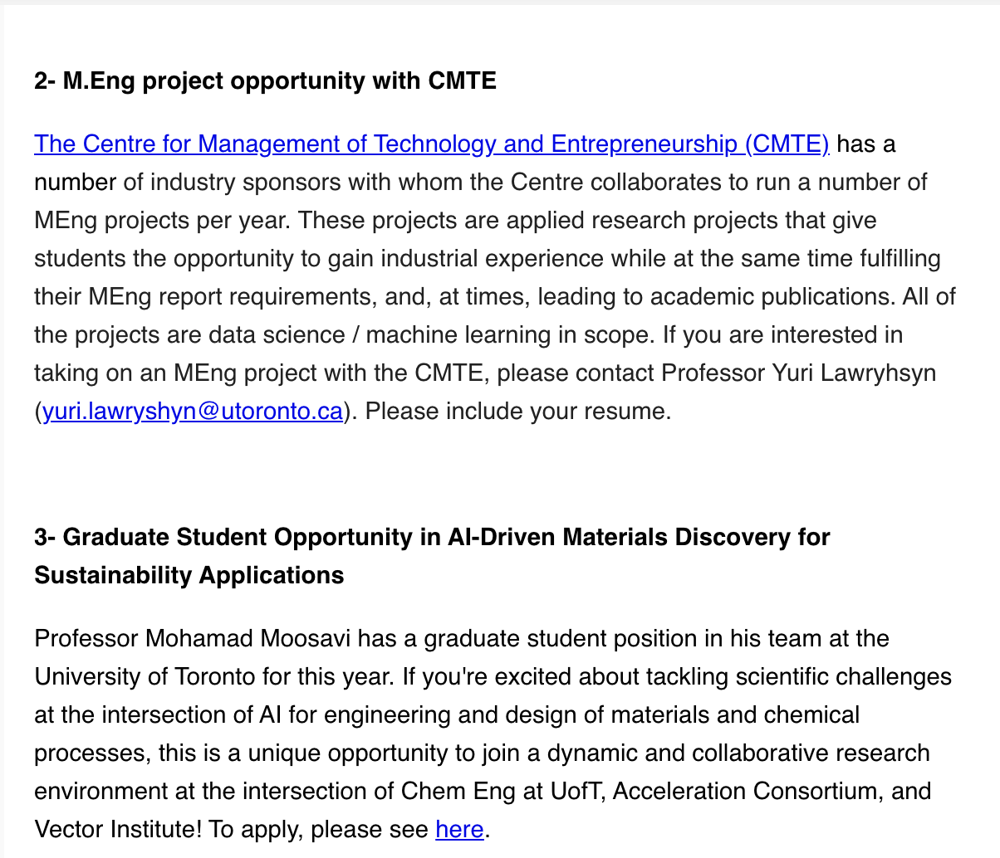 2- M.Eng project opportunity with CMTE
The Centre for Management of Technology and Entrepreneurship (CMTE) has a
number of industry sponsors with whom the Centre collaborates to run a number of
MEng projects per year. These projects are applied research projects that give
students the opportunity to gain industrial experience while at the same time fulfilling
their MEng report requirements, and, at times, leading to academic publications. All of
the projects are data science / machine learning in scope. If you are interested in
taking on an MEng project with the CMTE, please contact Professor Yuri Lawryhsyn
(yuri.lawryshyn@utoronto.ca). Please include your resume.
3- Graduate Student Opportunity in AI-Driven Materials Discovery for
Sustainability Applications
Professor Mohamad Moosavi has a graduate student position in his team at the
University of Toronto for this year. If you're excited about tackling scientific challenges
at the intersection of AI for engineering and design of materials and chemical
processes, this is a unique opportunity to join a dynamic and collaborative research
environment at the intersection of Chem Eng at UofT, Acceleration Consortium, and
Vector Institute! To apply, please see here.